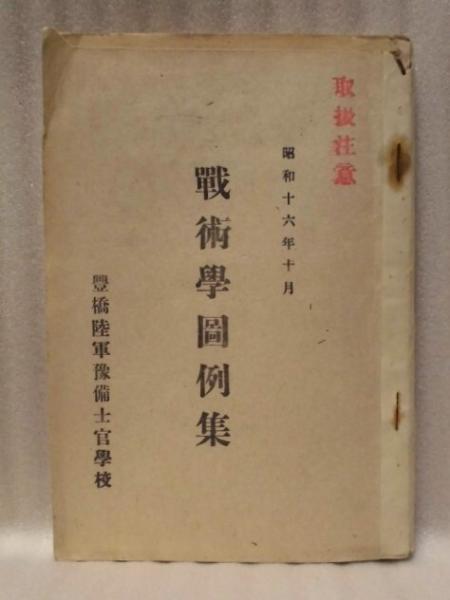 取扱注意
昭和十六年十月
戰術學圖例集
豐橋陸軍豫備士官學校